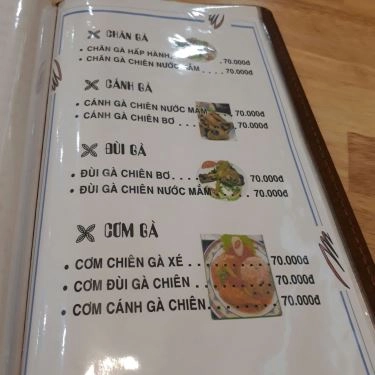 CHÂN GÀ
• CHÂN GÀ HẤP HÀNH 70.000đ
• CHÂN GÀ CHIÊN NƯỚC MẮM . . . 70.000đ
CÁNH GÀ
• CÁNH GÀ CHIÊN NƯỚC MẮM 70.000đ
• CÁNH GÀ CHIÊN BƠ . . . . 70.000đ
ĐÙI GÀ
• ĐÙI GÀ CHIÊN BƠ . . . . 70.000đ
• ĐÙI GÀ CHIÊN NƯỚC MẮM . . . . 70.000đ
CƠM GÀ
• CƠM CHIÊN GÀ XÉ . . . . . . . . 70.000đ
• CƠM ĐÙI GÀ CHIÊN . . . . . . . . 70.000đ
• CƠM CÁNH GÀ CHIÊN . . . . . . . 70.000đ